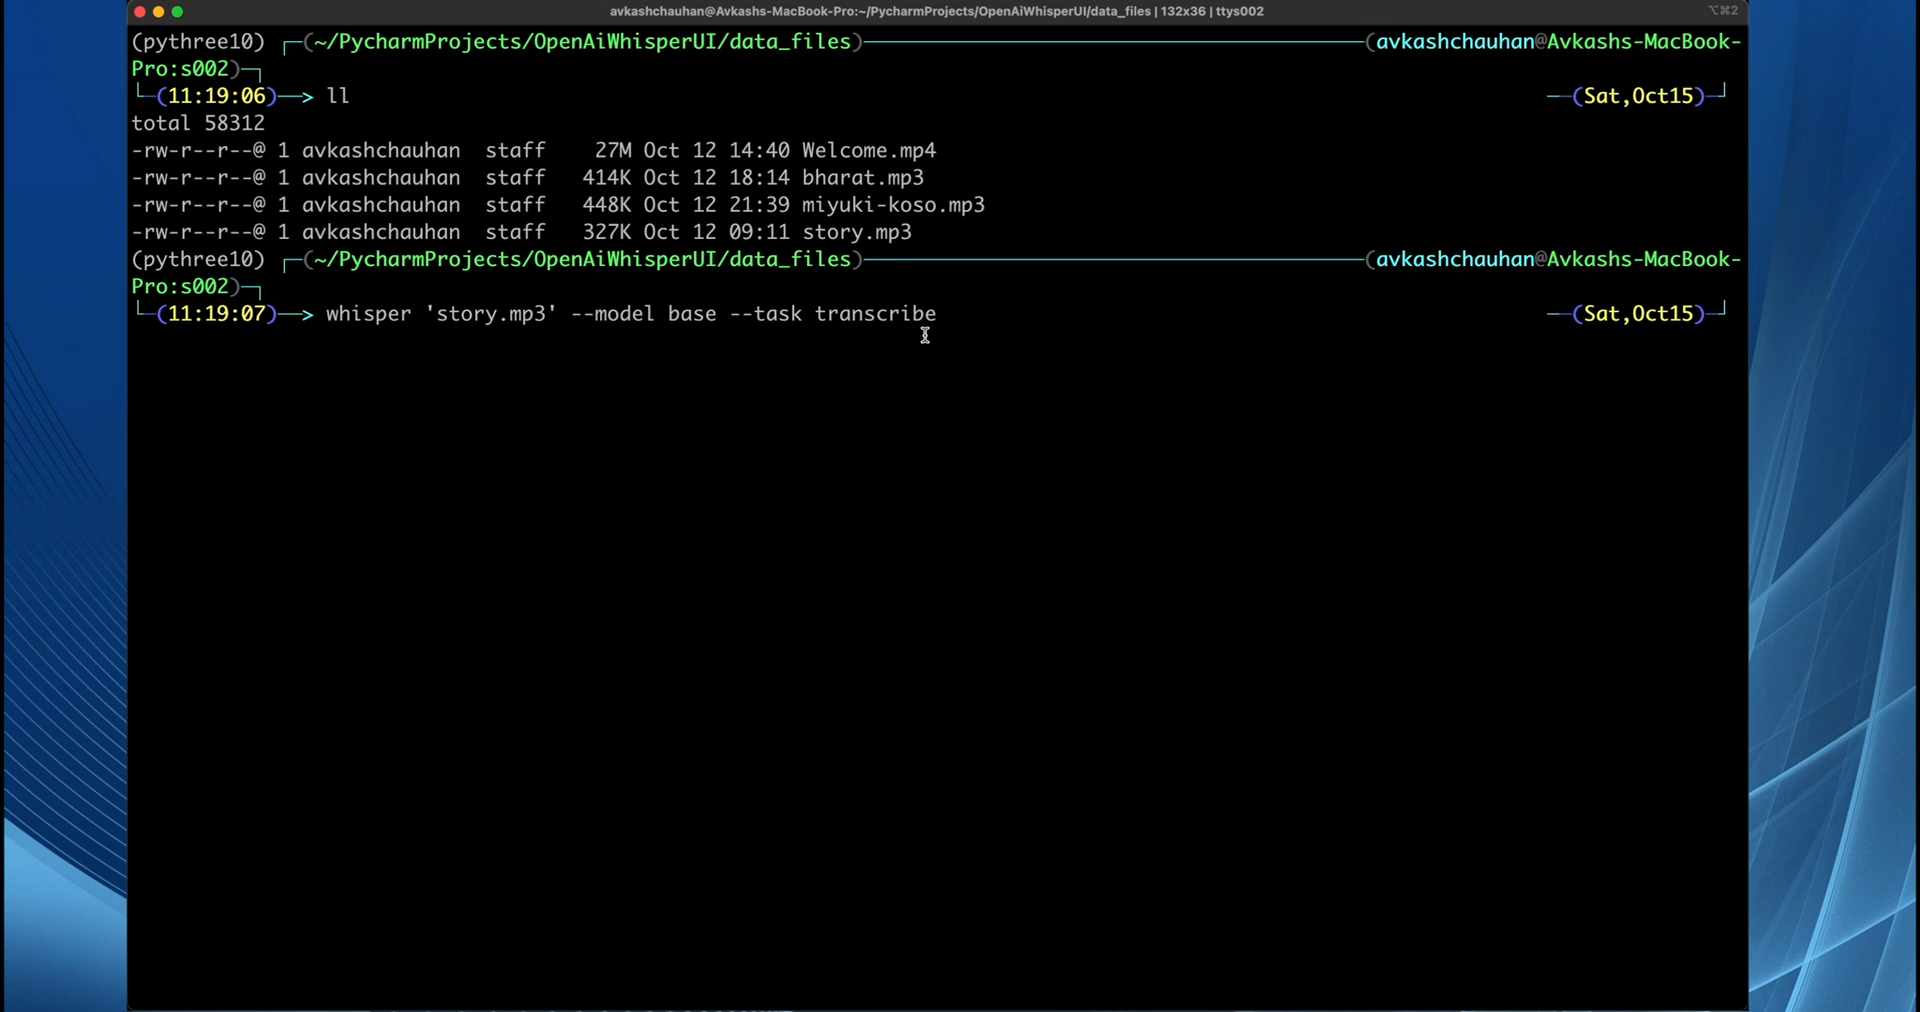 avkashchauhan@Avkashs-MacBook-Pro:~/PycharmProjects/OpenAiWhisperUI/data_files | 132x36 | ttys002 ⌥⌘2
(pythree10) ┌─(~/PycharmProjects/OpenAiWhisperUI/data_files)────(avkashchauhan@Avkashs-MacBook-
Pro:s002)─┐
└─(11:19:06)──> ll ──(Sat,Oct15)─┘
total 58312
-rw-r--r--@ 1 avkashchauhan  staff    27M Oct 12 14:40 Welcome.mp4
-rw-r--r--@ 1 avkashchauhan  staff   414K Oct 12 18:14 bharat.mp3
-rw-r--r--@ 1 avkashchauhan  staff   448K Oct 12 21:39 miyuki-koso.mp3
-rw-r--r--@ 1 avkashchauhan  staff   327K Oct 12 09:11 story.mp3
(pythree10) ┌─(~/PycharmProjects/OpenAiWhisperUI/data_files)────(avkashchauhan@Avkashs-MacBook-
Pro:s002)─┐
└─(11:19:07)──> whisper 'story.mp3' --model base --task transcribe ──(Sat,Oct15)─┘